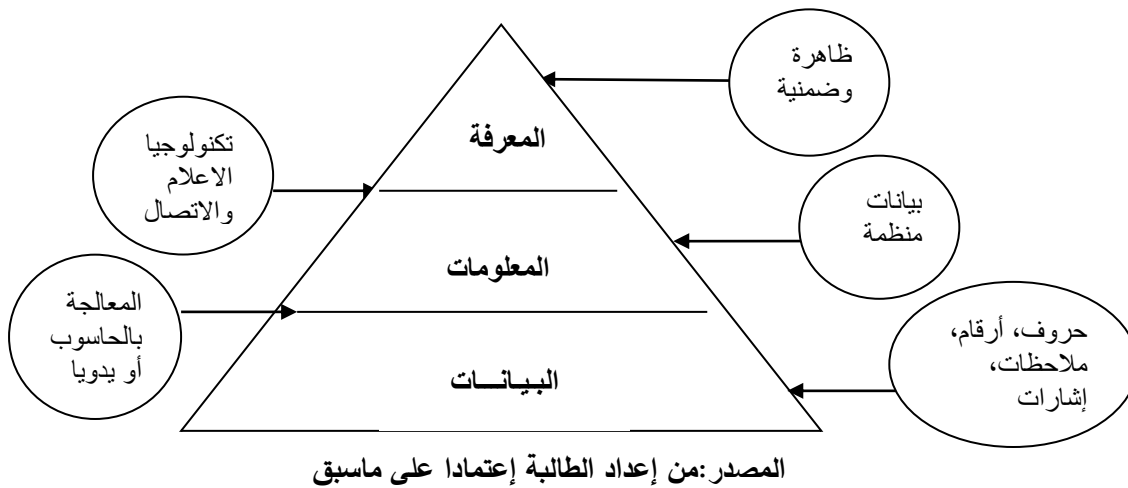 ظاهرة
وضمنية
المعرفة
تكنولوجيا
الاعلام
والاتصال
بيانات
منظمة
المعلومات
المعالجة
بالحاسوب
أو يدويا
حروف، أرقام،
ملاحظات،
إشارات
البيانـــات
المصدر:من إعداد الطالبة إعتمادا على ماسبق